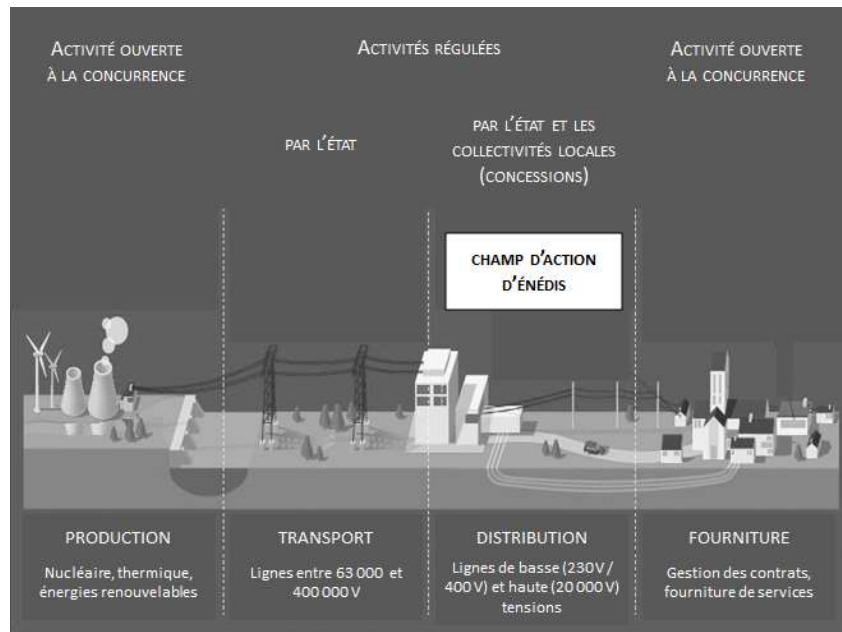 ACTIVITÉ OUVERTE
À LA CONCURRENCE
ACTIVITÉS RÉGULÉES
ACTIVITÉ OUVERTE
À LA CONCURRENCE
PAR L'ÉTAT
PAR L'ÉTAT ET LES
COLLECTIVITÉS LOCALES
(CONCESSIONS)
CHAMP D'ACTION
D'ÉNÉDIS
PRODUCTION
Nucléaire, thermique,
énergies renouvelables
TRANSPORT
Lignes entre 63 000 et
400 000 V
DISTRIBUTION
Lignes de basse (230 V /
400 V) et haute (20 000 V)
tensions
FOURNITURE
Gestion des contrats,
fourniture de services